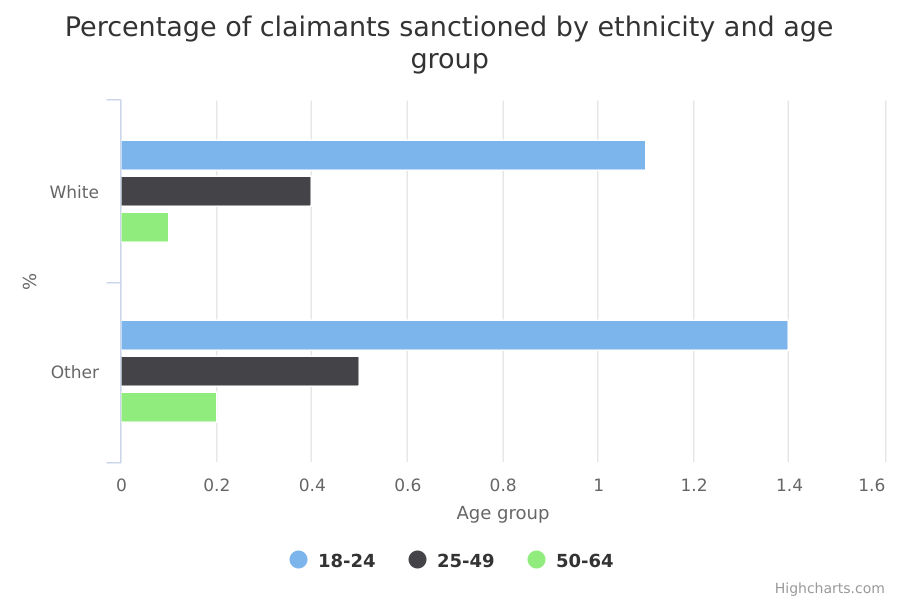 Percentage of claimants sanctioned by ethnicity and age
group
White
%
Other
0 0.2 0.4 0.6 0.8 1 1.2 1.4 1.6
Age group
18-24 25-49 50-64
Highcharts.com